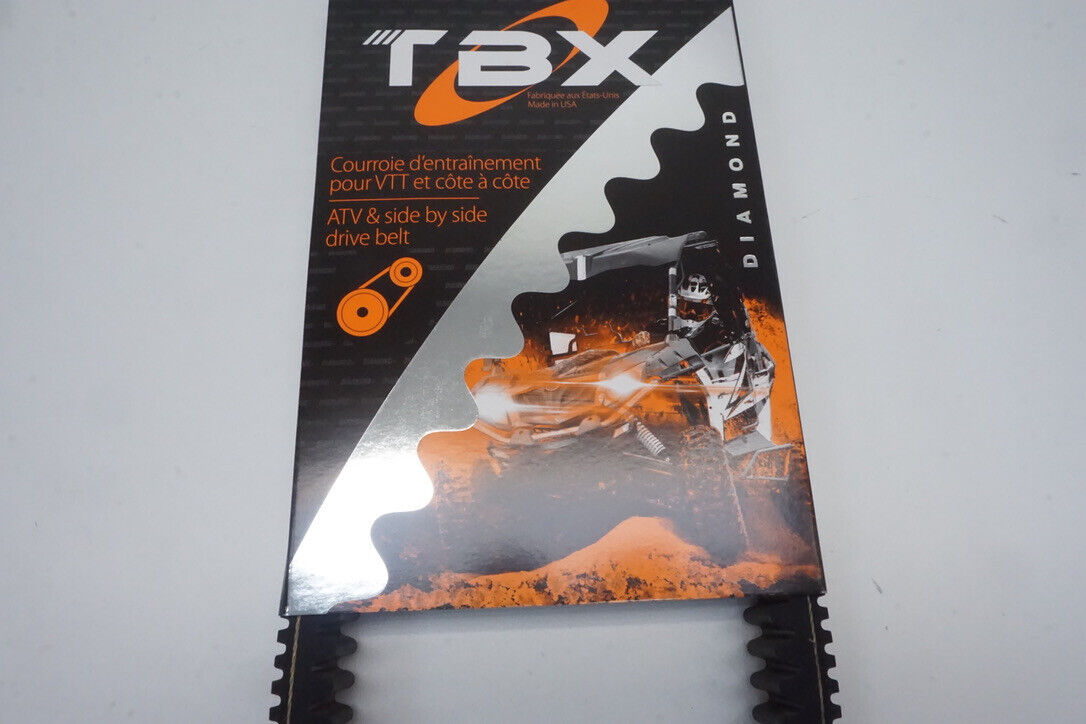 TBX
Fabriquée aux États-Unis
Made in USA
Courroie d'entraînement
pour VTT et côte à côte
ATV & side by side
drive belt
DIAMOND